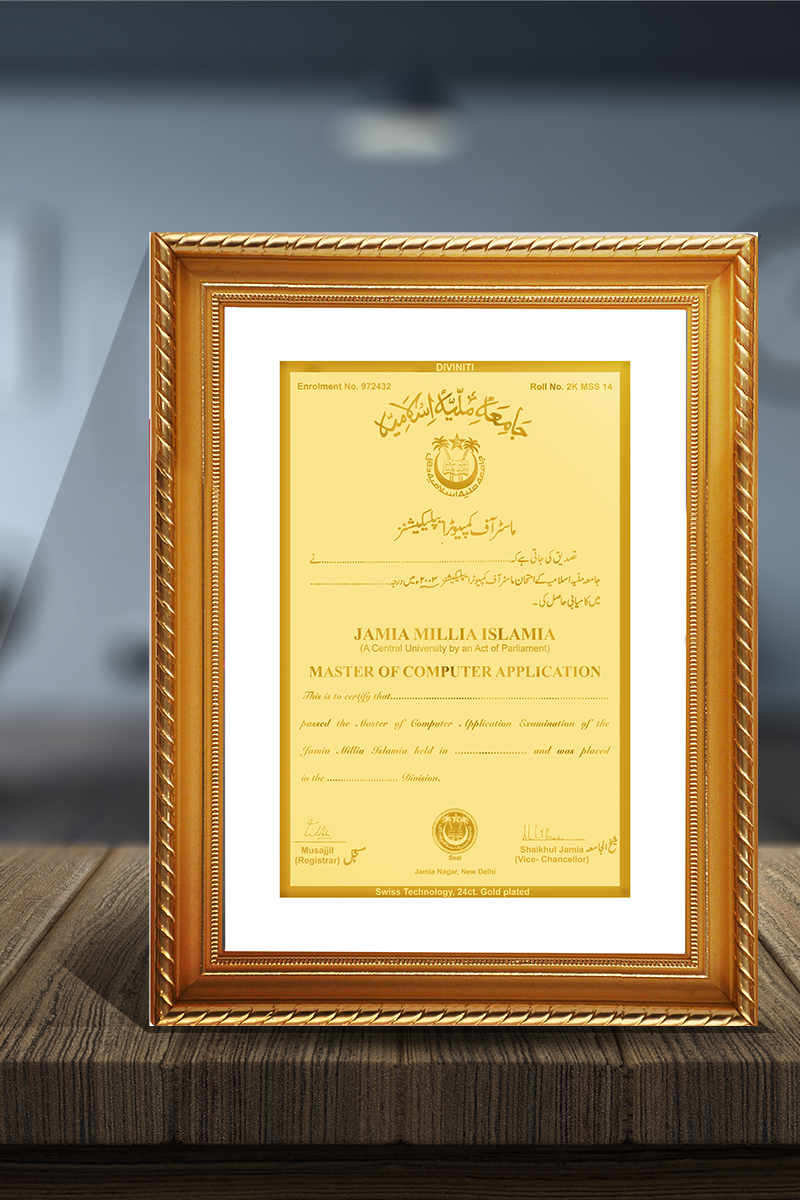 DIVINITI
Enrolment No. 972432 Roll No. 2K MSS 14
جامعہ ملیہ اسلامیہ
ماسٹر آف کمپیوٹر ایپلیکیشنز
تصدیق کی جاتی ہے کہ........................................نے
جامعہ ملیہ اسلامیہ کے امتحان ماسٹر آف کمپیوٹر ایپلیکیشنز ۲۰۰۳ء میں درجہ....................
میں کامیابی حاصل کی۔
JAMIA MILLIA ISLAMIA
(A Central University by an Act of Parliament)
MASTER OF COMPUTER APPLICATION
This is to certify that........................................
passed the Master of Computer Application Examination of the
Jamia Millia Islamia held in .................... and was placed
in the .................... Division.
Musajjil
(Registrar) مسجل
Seal
Shaikhul Jamia شیخ الجامعہ
(Vice- Chancellor)
Jamia Nagar, New Delhi
Swiss Technology, 24ct. Gold plated